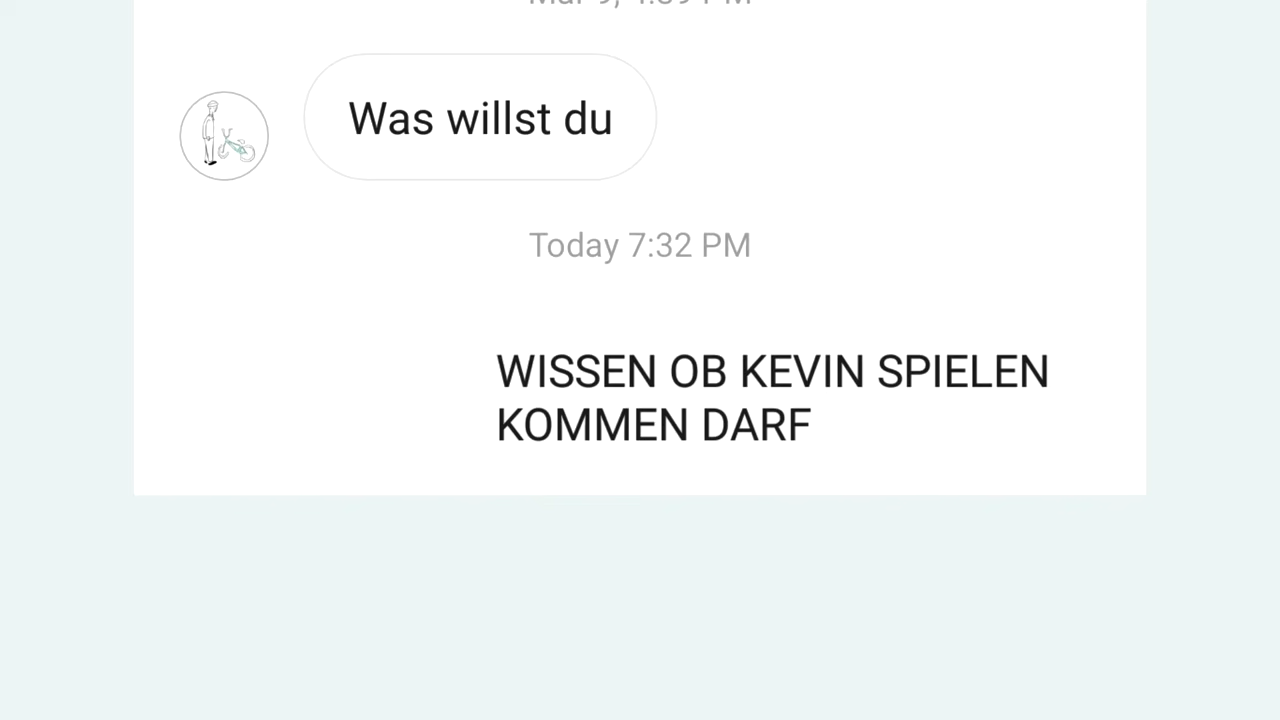 Was willst du
Today 7:32 PM
WISSEN OB KEVIN SPIELEN
KOMMEN DARF